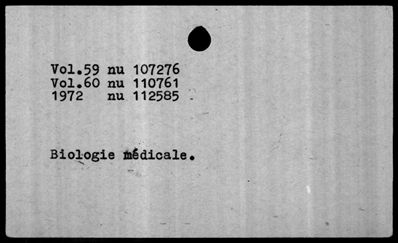 Vol.59 nu 107276
Vol.60 nu 110761
1972 nu 112585
Biologie médicale.